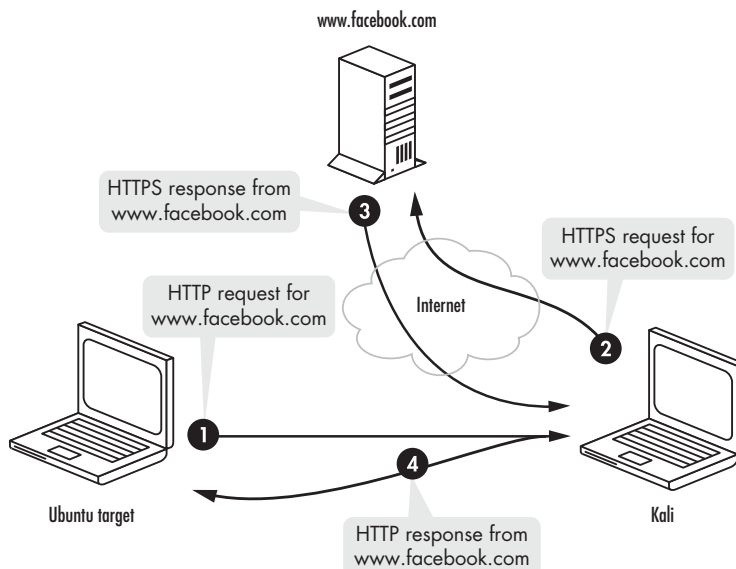 www.facebook.com
HTTPS response from
www.facebook.com
3
HTTPS request for
www.facebook.com
HTTP request for
www.facebook.com
Internet
2
1
4
Ubuntu target
Kali
HTTP response from
www.facebook.com